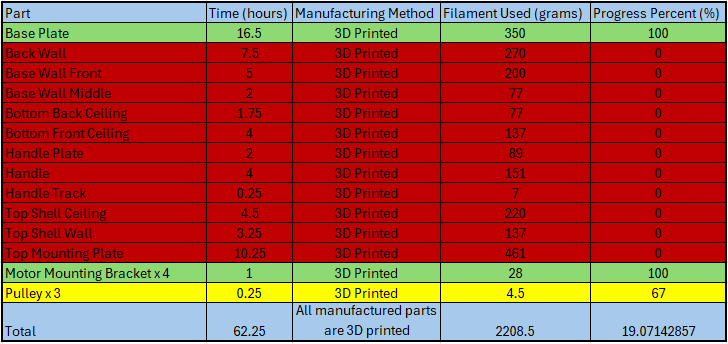 Part Time (hours) Manufacturing Method Filament Used (grams) Progress Percent (%)
Base Plate 16.5 3D Printed 350 100
Back Wall 7.5 3D Printed 270 0
Base Wall Front 5 3D Printed 200 0
Base Wall Middle 2 3D Printed 77 0
Bottom Back Ceiling 1.75 3D Printed 77 0
Bottom Front Ceiling 4 3D Printed 137 0
Handle Plate 2 3D Printed 89 0
Handle 4 3D Printed 151 0
Handle Track 0.25 3D Printed 7 0
Top Shell Ceiling 4.5 3D Printed 220 0
Top Shell Wall 3.25 3D Printed 137 0
Top Mounting Plate 10.25 3D Printed 461 0
Motor Mounting Bracket x 4 1 3D Printed 28 100
Pulley x 3 0.25 3D Printed 4.5 67
All manufactured parts
Total 62.25 are 3D printed 2208.5 19.07142857